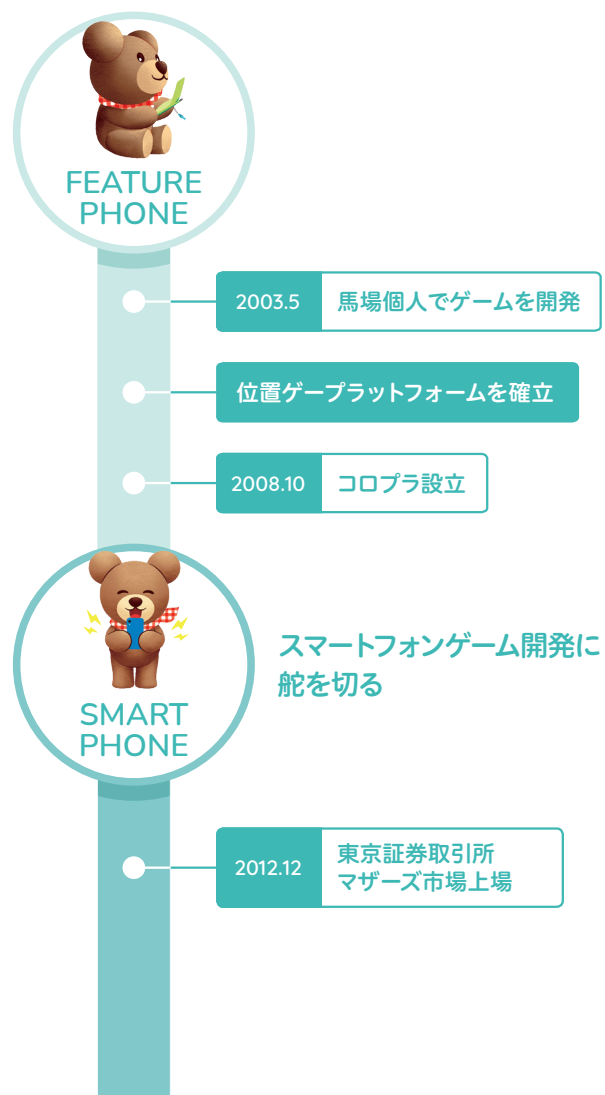 FEATURE
PHONE
2003.5
馬場個人でゲームを開発
位置ゲープラットフォームを確立
2008.10
コロプラ設立
スマートフォンゲーム開発に
舵を切る
SMART
PHONE
2012.12
東京証券取引所
マザーズ市場上場